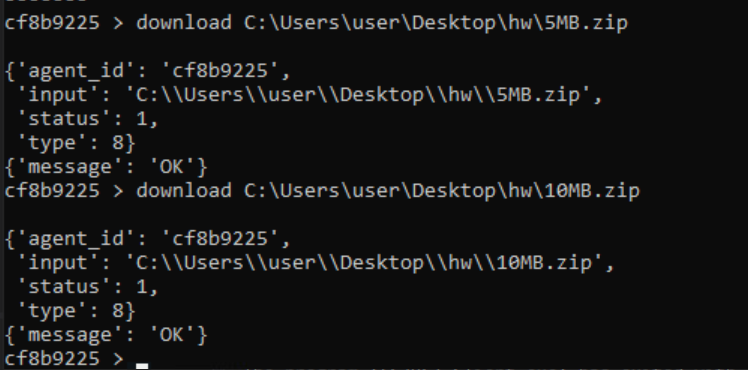 cf8b9225 > download C:\Users\user\Desktop\hw\5MB.zip
{'agent_id': 'cf8b9225',
 'input': 'C:\\Users\\user\\Desktop\\hw\\5MB.zip',
 'status': 1,
 'type': 8}
{'message': 'OK'}
cf8b9225 > download C:\Users\user\Desktop\hw\10MB.zip
{'agent_id': 'cf8b9225',
 'input': 'C:\\Users\\user\\Desktop\\hw\\10MB.zip',
 'status': 1,
 'type': 8}
{'message': 'OK'}
cf8b9225 >